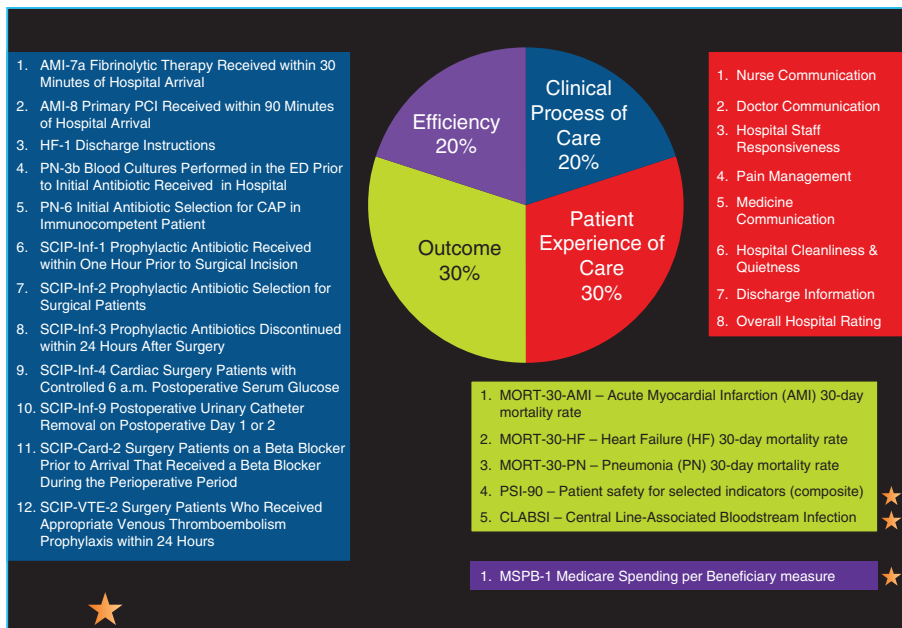 1. AMI-7a Fibrinolytic Therapy Received within 30
Minutes of Hospital Arrival
2. AMI-8 Primary PCI Received within 90 Minutes
of Hospital Arrival
3. HF-1 Discharge Instructions
4. PN-3b Blood Cultures Performed in the ED Prior
to Initial Antibiotic Received in Hospital
5. PN-6 Initial Antibiotic Selection for CAP in
Immunocompetent Patient
6. SCIP-Inf-1 Prophylactic Antibiotic Received
within One Hour Prior to Surgical Incision
7. SCIP-Inf-2 Prophylactic Antibiotic Selection for
Surgical Patients
8. SCIP-Inf-3 Prophylactic Antibiotics Discontinued
within 24 Hours After Surgery
9. SCIP-Inf-4 Cardiac Surgery Patients with
Controlled 6 a.m. Postoperative Serum Glucose
10. SCIP-Inf-9 Postoperative Urinary Catheter
Removal on Postoperative Day 1 or 2
11. SCIP-Card-2 Surgery Patients on a Beta Blocker
Prior to Arrival That Received a Beta Blocker
During the Perioperative Period
12. SCIP-VTE-2 Surgery Patients Who Received
Appropriate Venous Thromboembolism
Prophylaxis within 24 Hours
Efficiency
20%
Clinical
Process of
Care
20%
Outcome
30%
Patient
Experience of
Care
30%
1. Nurse Communication
2. Doctor Communication
3. Hospital Staff
Responsiveness
4. Pain Management
5. Medicine
Communication
6. Hospital Cleanliness &
Quietness
7. Discharge Information
8. Overall Hospital Rating
1. MORT-30-AMI – Acute Myocardial Infarction (AMI) 30-day
mortality rate
2. MORT-30-HF – Heart Failure (HF) 30-day mortality rate
3. MORT-30-PN – Pneumonia (PN) 30-day mortality rate
4. PSI-90 – Patient safety for selected indicators (composite)
5. CLABSI – Central Line-Associated Bloodstream Infection
1. MSPB-1 Medicare Spending per Beneficiary measure